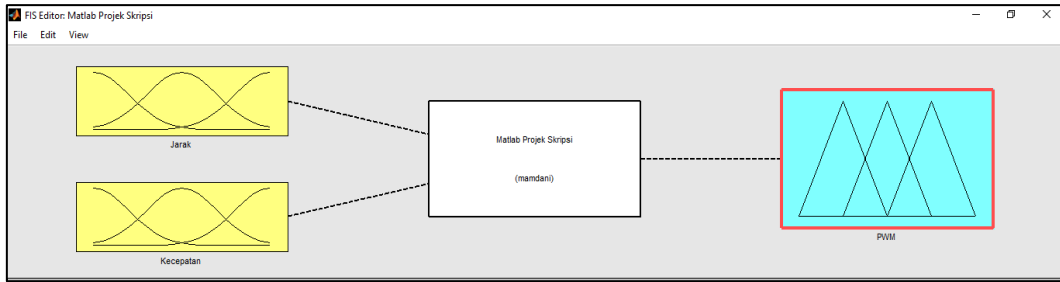 FIS Editor: Matlab Projek Skripsi
File Edit View
Jarak
Matlab Projek Skripsi
(mamdani)
Kecepatan
PWM